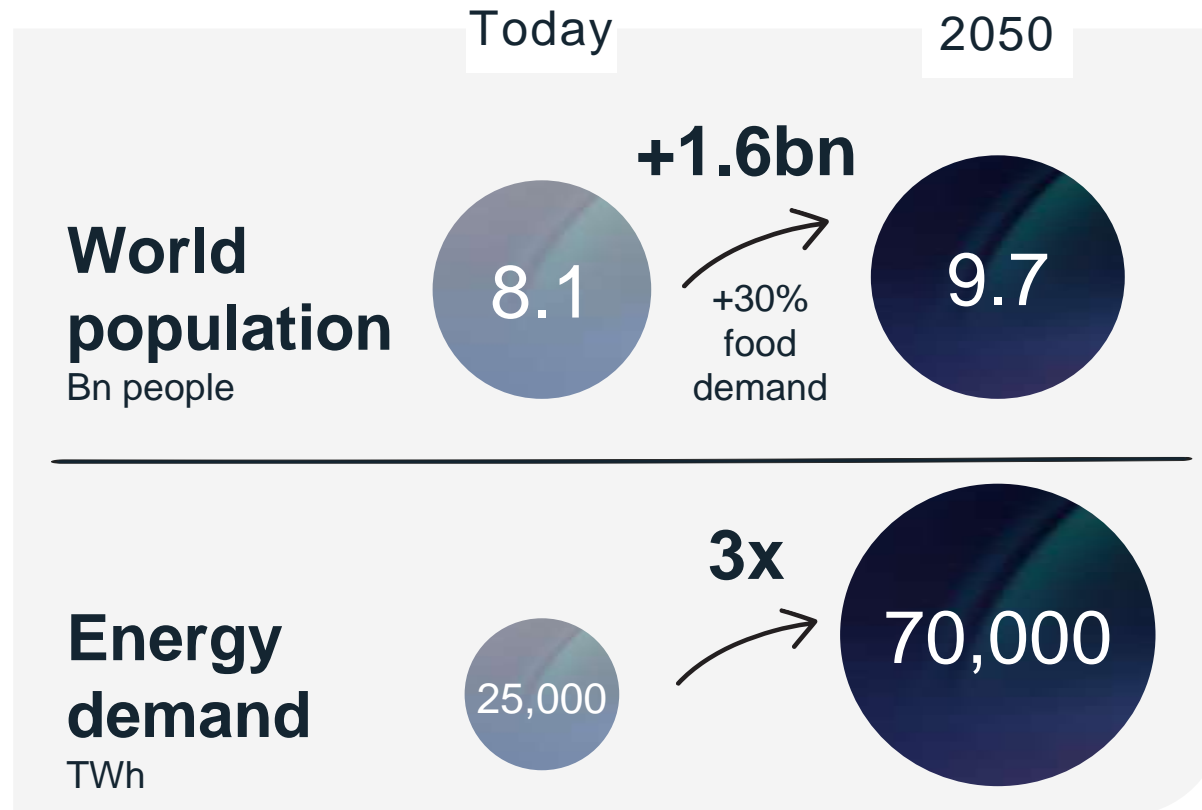 Today
2050
+1.6bn
World
population
Bn people
8.1
+30%
food
demand
9.7
3x
Energy
demand
TWh
25,000
70,000